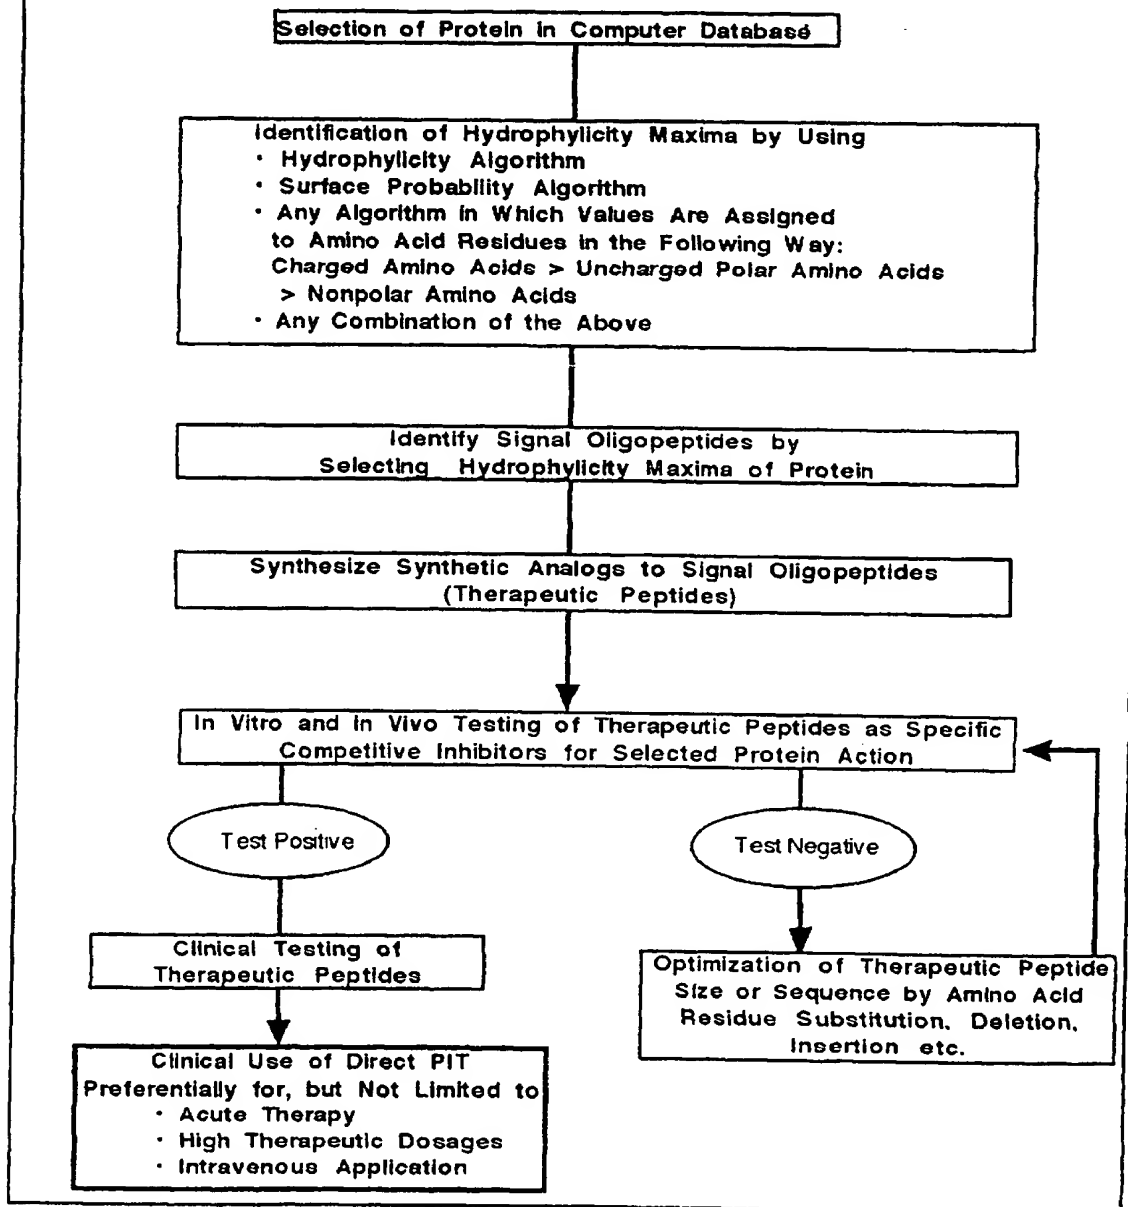 Selection of Protein in Computer Database
Identification of Hydrophylicity Maxima by Using
· Hydrophylicity Algorithm
· Surface Probability Algorithm
· Any Algorithm in Which Values Are Assigned
to Amino Acid Residues in the Following Way:
Charged Amino Acids > Uncharged Polar Amino Acids
> Nonpolar Amino Acids
· Any Combination of the Above
Identify Signal Oligopeptides by
Selecting Hydrophylicity Maxima of Protein
Synthesize Synthetic Analogs to Signal Oligopeptides
(Therapeutic Peptides)
In Vitro and in Vivo Testing of Therapeutic Peptides as Specific
Competitive Inhibitors for Selected Protein Action
Test Positive
Test Negative
Clinical Testing of
Therapeutic Peptides
Optimization of Therapeutic Peptide
Size or Sequence by Amino Acid
Residue Substitution, Deletion,
Insertion etc.
Clinical Use of Direct PIT
Preferentially for, but Not Limited to
· Acute Therapy
· High Therapeutic Dosages
· Intravenous Application